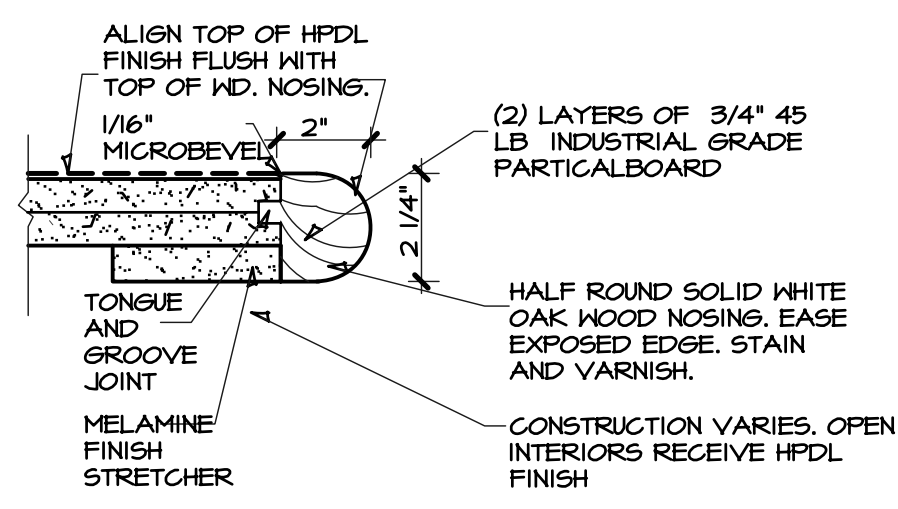 ALIGN TOP OF HPDL
FINISH FLUSH WITH
TOP OF WD. NOSING.
1/16"
MICROBEVEL
2"
(2) LAYERS OF 3/4" 45
LB INDUSTRIAL GRADE
PARTICALBOARD
2 1/4"
HALF ROUND SOLID WHITE
OAK WOOD NOSING. EASE
EXPOSED EDGE. STAIN
AND VARNISH.
TONGUE
AND
GROOVE
JOINT
MELAMINE
FINISH
STRETCHER
CONSTRUCTION VARIES. OPEN
INTERIORS RECEIVE HPDL
FINISH